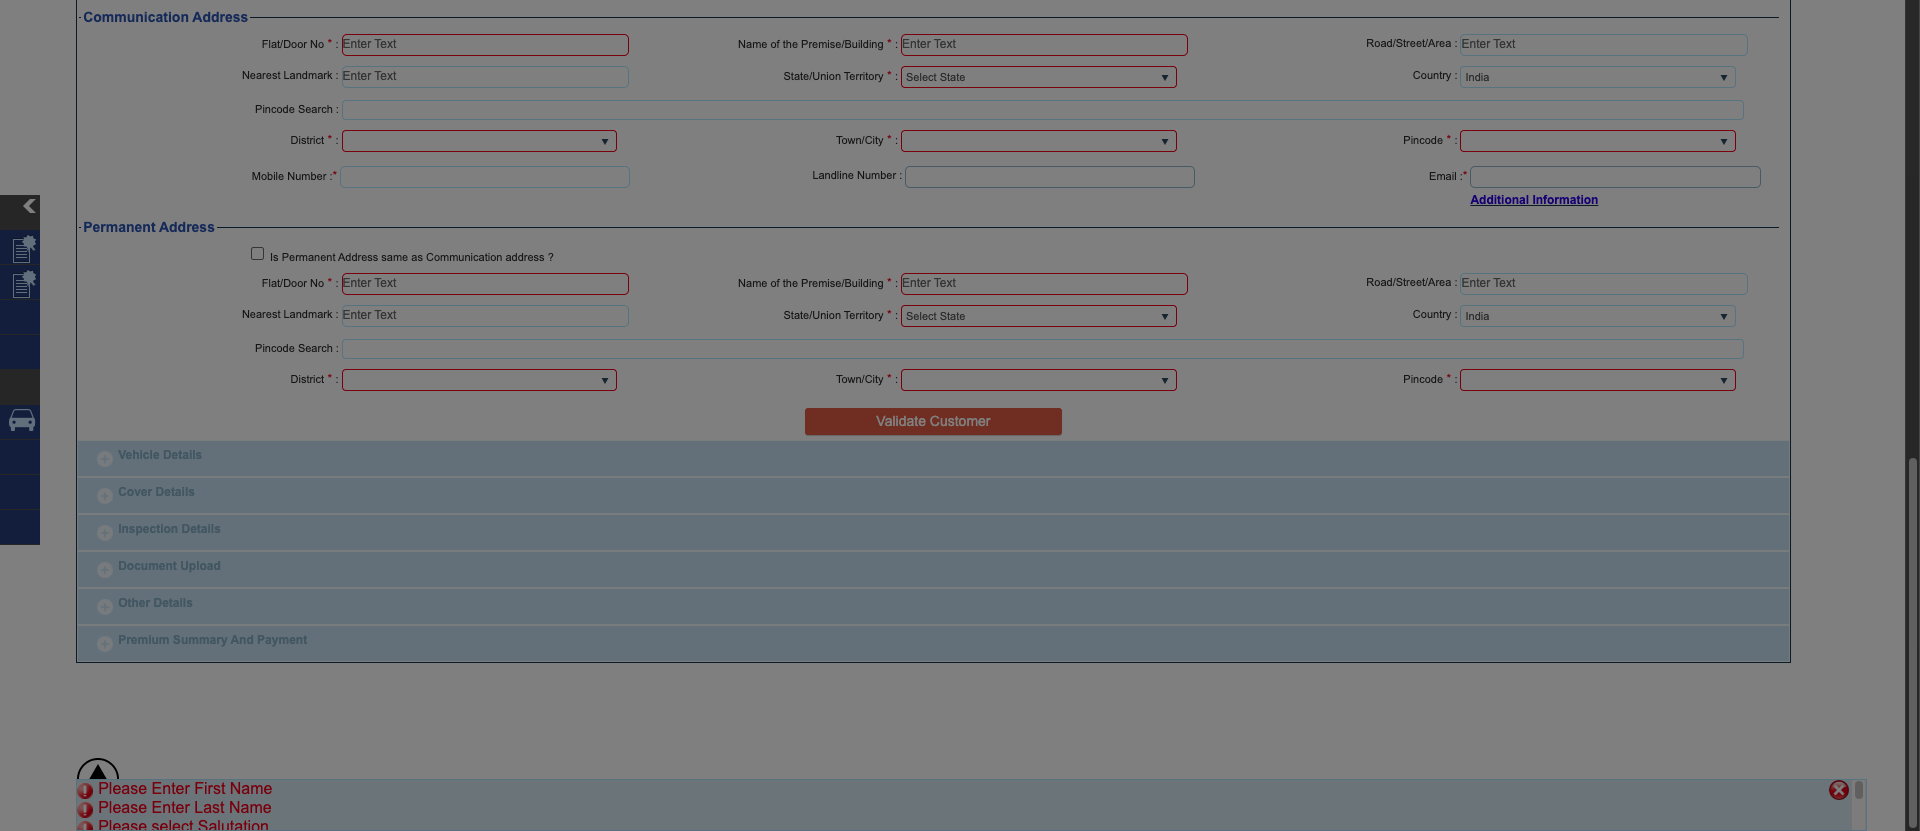 Communication Address
Flat/Door No * : Enter Text Name of the Premise/Building * : Enter Text Road/Street/Area : Enter Text
Nearest Landmark : Enter Text State/Union Territory * : Select State Country : India
Pincode Search :
District * : Town/City * : Pincode * :
Mobile Number :* Landline Number : Email :*
Additional Information
Permanent Address
Is Permanent Address same as Communication address ?
Flat/Door No * : Enter Text Name of the Premise/Building * : Enter Text Road/Street/Area : Enter Text
Nearest Landmark : Enter Text State/Union Territory * : Select State Country : India
Pincode Search :
District * : Town/City * : Pincode * :
Validate Customer
Vehicle Details
Cover Details
Inspection Details
Document Upload
Other Details
Premium Summary And Payment
Please Enter First Name
Please Enter Last Name
Please select Salutation